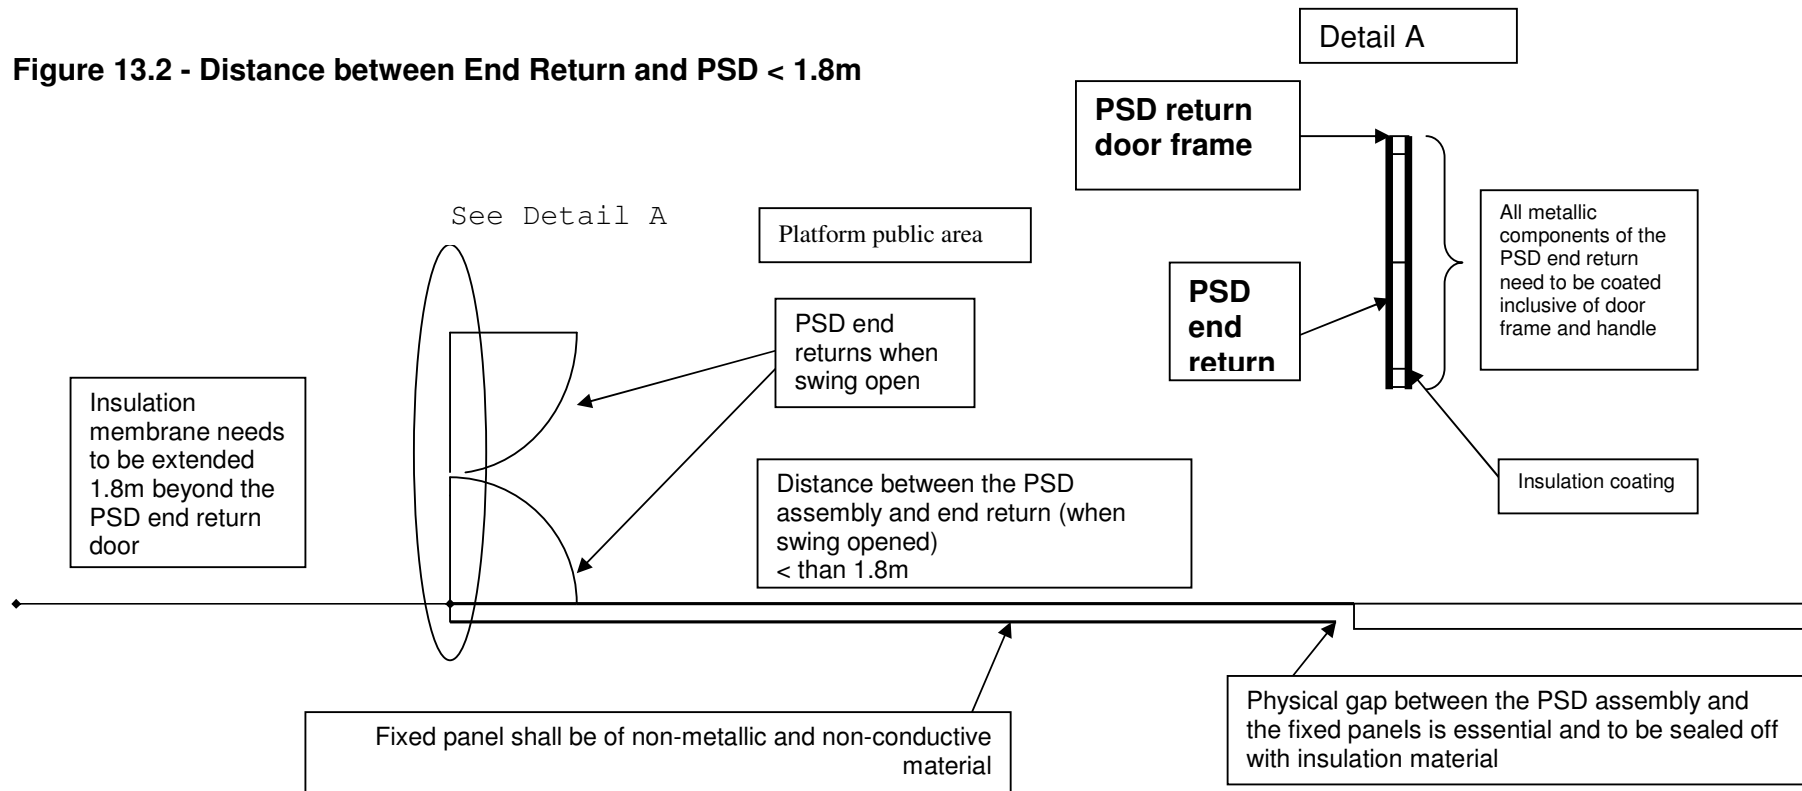 Detail A
Figure 13.2 - Distance between End Return and PSD < 1.8m
PSD return
door frame
See Detail A
Platform public area
All metallic
components of the
PSD end return
need to be coated
inclusive of door
frame and handle
PSD
end
return
PSD end
returns when
swing open
Insulation
membrane needs
to be extended
1.8m beyond the
PSD end return
door
Distance between the PSD
assembly and end return (when
swing opened)
< than 1.8m
Insulation coating
Fixed panel shall be of non-metallic and non-conductive
material
Physical gap between the PSD assembly and
the fixed panels is essential and to be sealed off
with insulation material